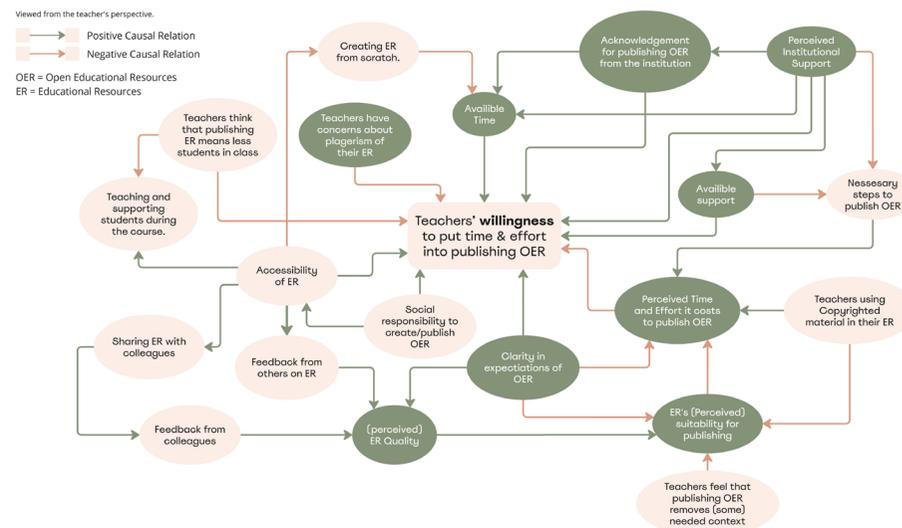 Viewed from the teacher's perspective.
Positive Causal Relation
Negative Causal Relation
OER = Open Educational Resources
ER = Educational Resources
Creating ER
from scratch.
Acknowledgement
for publishing OER
from the institution
Perceived
Institutional
Support
Teachers think
that publishing
ER means less
students in class
Teachers have
concerns about
plagerism of
their ER
Availible
Time
Teaching and
supporting
students during
the course.
Availible
support
Nessesary
steps to
publish OER
Teachers' willingness
to put time & effort
into publishing OER
Accessibility
of ER
Social
responsibility to
create/publish
OER
Perceived Time
and Effort it costs
to publish OER
Teachers using
Copyrighted
material in their ER
Sharing ER with
colleagues
Feedback from
others on ER
Clarity in
expectiations of
OER
Feedback from
colleagues
(perceived)
ER Quality
ER's (Perceived)
suitability for
publishing
Teachers feel that
publishing OER
removes (some)
needed context